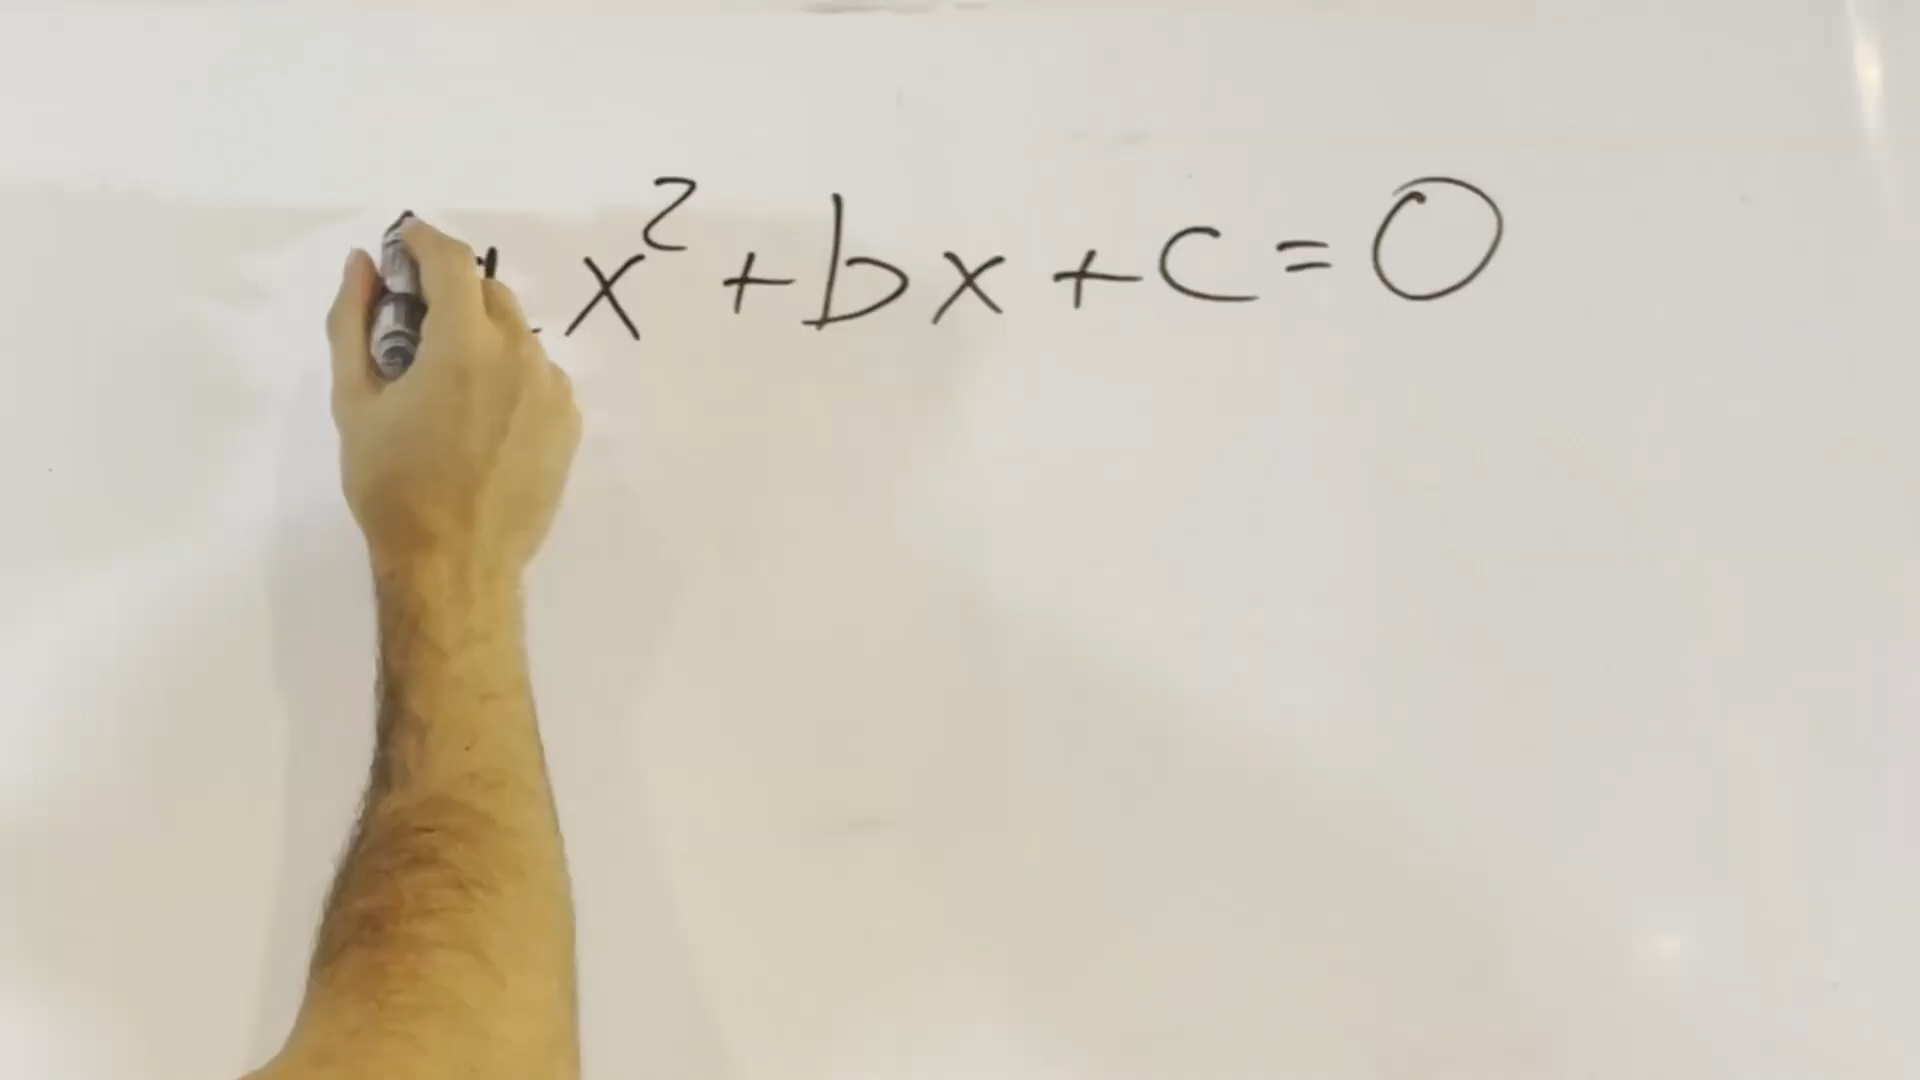 x² + bx + c = 0